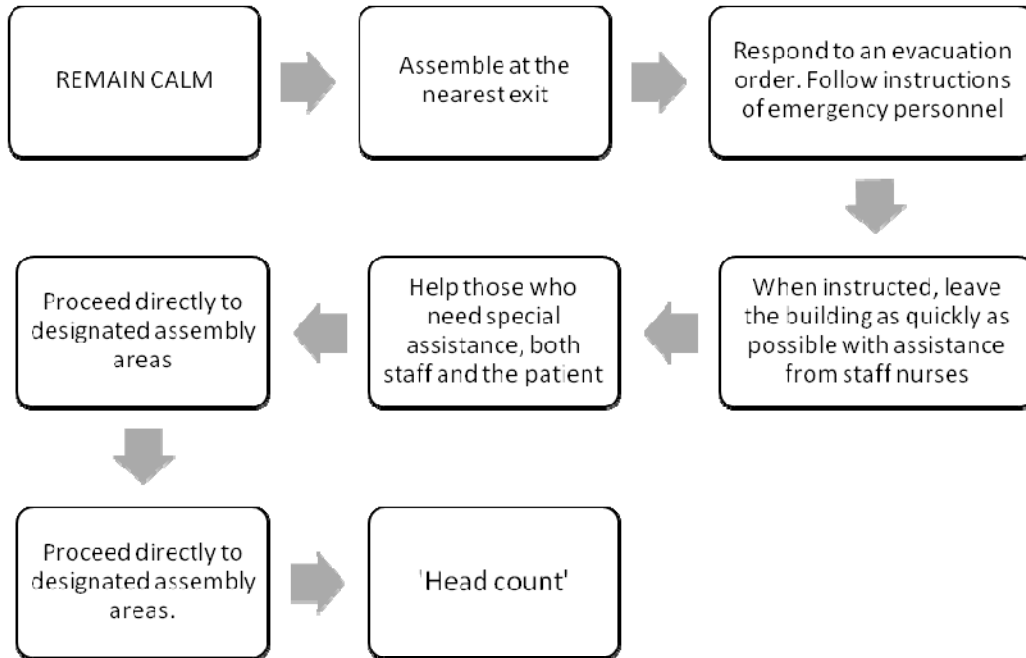 REMAIN CALM
Assemble at the
nearest exit
Respond to an evacuation
order. Follow instructions
of emergency personnel
When instructed, leave
the building as quickly as
possible with assistance
from staff nurses
Help those who
need special
assistance, both
staff and the patient
Proceed directly to
designated assembly
areas
Proceed directly to
designated assembly
areas.
'Head count'